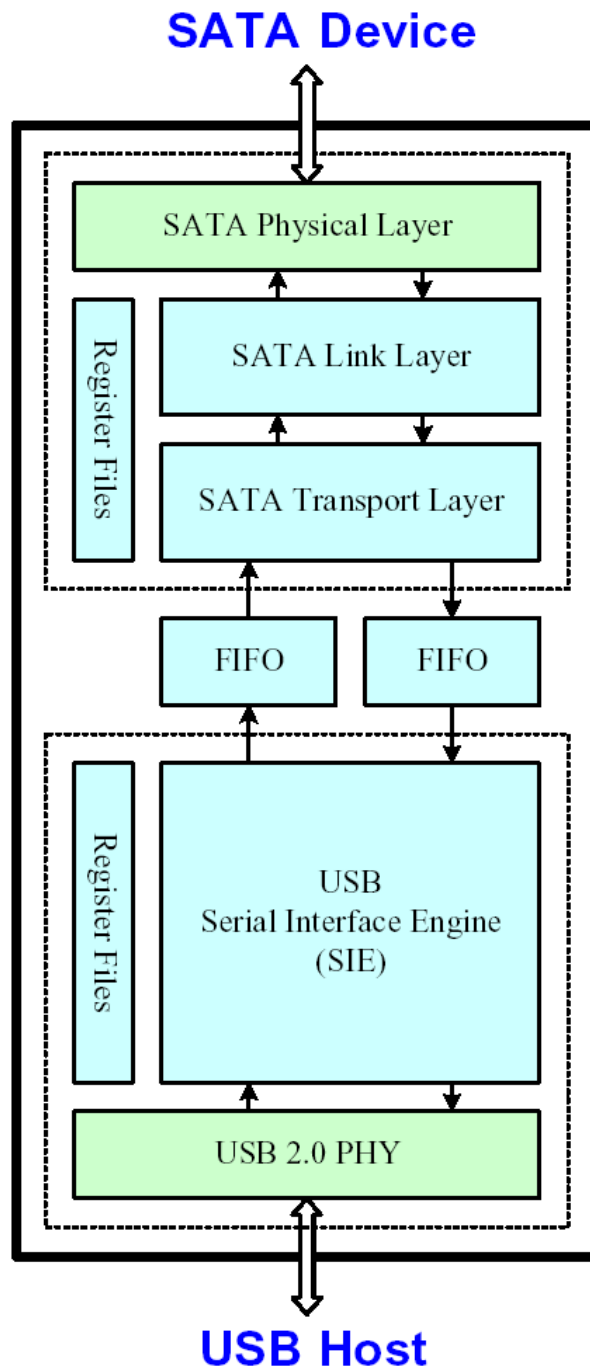 SATA Device
SATA Physical Layer
Register Files
SATA Link Layer
SATA Transport Layer
FIFO
FIFO
Register Files
USB
Serial Interface Engine
(SIE)
USB 2.0 PHY
USB Host